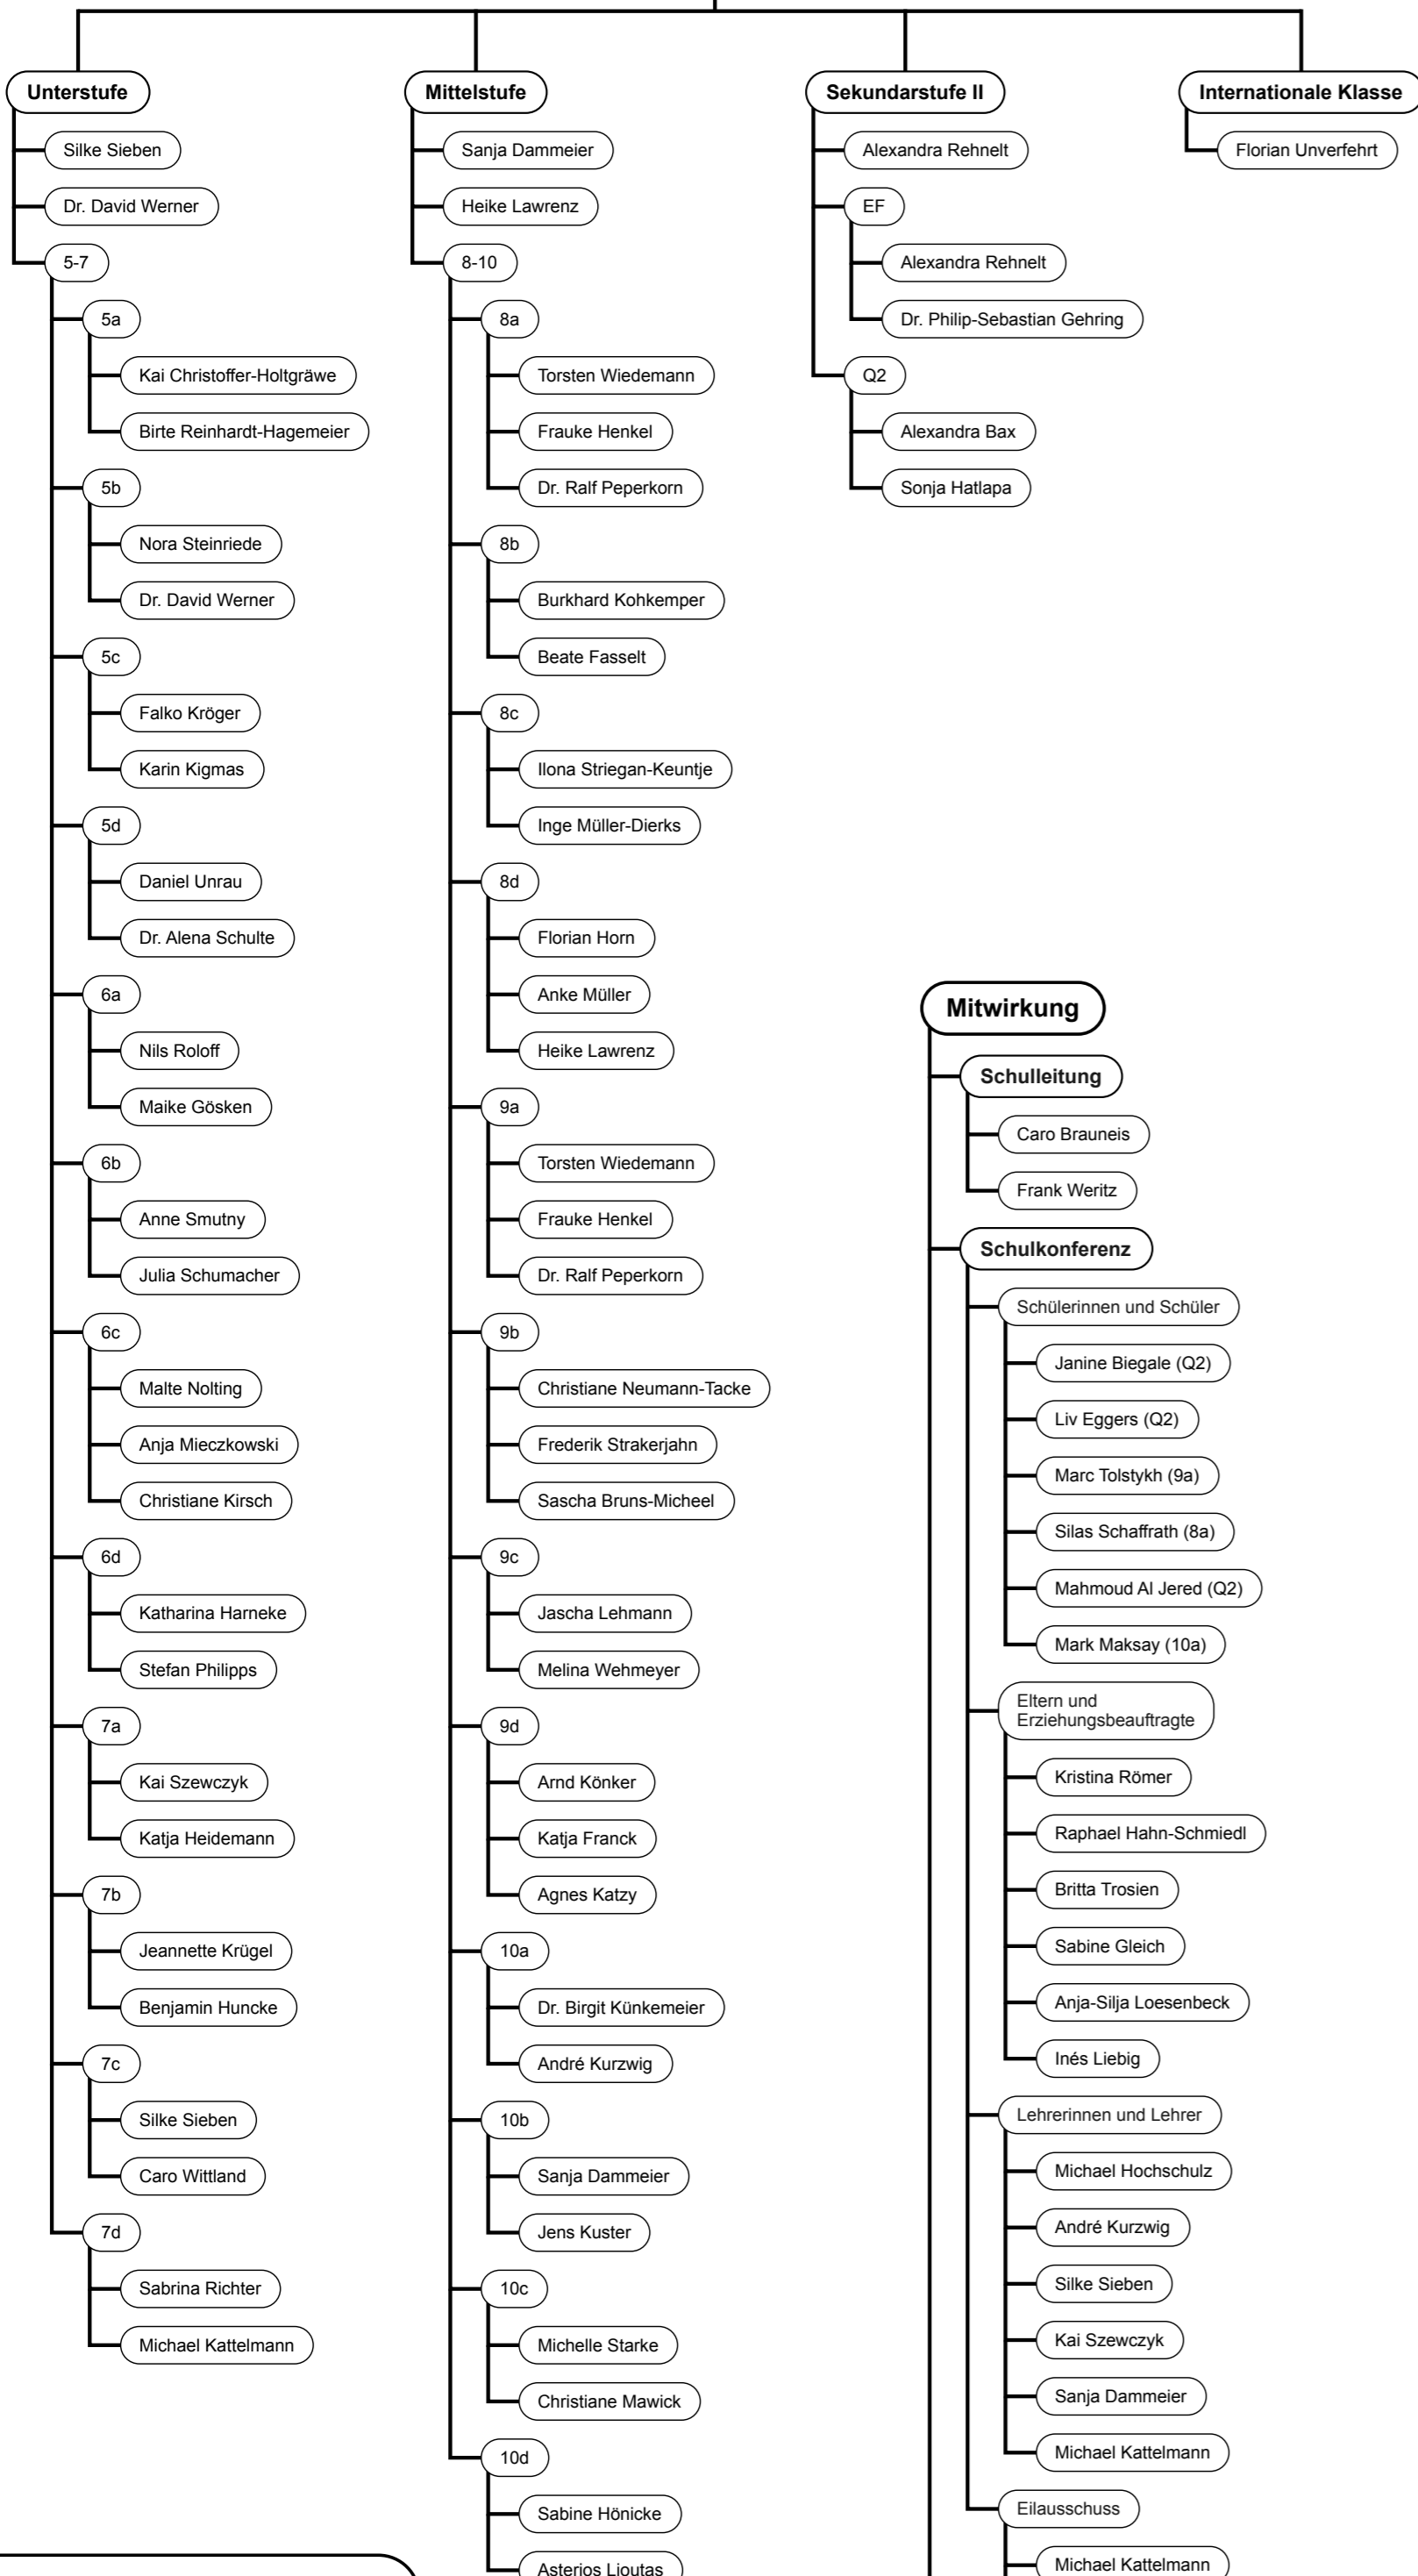 Unterstufe
Silke Sieben
Dr. David Werner
5-7
5a
Kai Christoffer-Holtgräwe
Birte Reinhardt-Hagemeier
5b
Nora Steinriede
Dr. David Werner
5c
Falko Kröger
Karin Kigmas
5d
Daniel Unrau
Dr. Alena Schulte
6a
Nils Roloff
Maike Gösken
6b
Anne Smutny
Julia Schumacher
6c
Malte Nolting
Anja Mieczkowski
Christiane Kirsch
6d
Katharina Harneke
Stefan Philipps
7a
Kai Szewczyk
Katja Heidemann
7b
Jeannette Krügel
Benjamin Huncke
7c
Silke Sieben
Caro Wittland
7d
Sabrina Richter
Michael Kattelmann
Mittelstufe
Sanja Dammeier
Heike Lawrenz
8-10
8a
Torsten Wiedemann
Frauke Henkel
Dr. Ralf Peperkorn
8b
Burkhard Kohkemper
Beate Fasselt
8c
Ilona Striegan-Keuntje
Inge Müller-Dierks
8d
Florian Horn
Anke Müller
Heike Lawrenz
9a
Torsten Wiedemann
Frauke Henkel
Dr. Ralf Peperkorn
9b
Christiane Neumann-Tacke
Frederik Strakerjahn
Sascha Bruns-Micheel
9c
Jascha Lehmann
Melina Wehmeyer
9d
Arnd Könker
Katja Franck
Agnes Katzy
10a
Dr. Birgit Künkemeier
André Kurzwig
10b
Sanja Dammeier
Jens Kuster
10c
Michelle Starke
Christiane Mawick
10d
Sabine Hönicke
Asterios Lioutas
Sekundarstufe II
Alexandra Rehnelt
EF
Alexandra Rehnelt
Dr. Philip-Sebastian Gehring
Q2
Alexandra Bax
Sonja Hatlapa
Internationale Klasse
Florian Unverfehrt
Mitwirkung
Schulleitung
Caro Brauneis
Frank Weritz
Schulkonferenz
Schülerinnen und Schüler
Janine Biegale (Q2)
Liv Eggers (Q2)
Marc Tolstykh (9a)
Silas Schaffrath (8a)
Mahmoud Al Jered (Q2)
Mark Maksay (10a)
Eltern und
Erziehungsbeauftragte
Kristina Römer
Raphael Hahn-Schmiedl
Britta Trosien
Sabine Gleich
Anja-Silja Loesenbeck
Inés Liebig
Lehrerinnen und Lehrer
Michael Hochschulz
André Kurzwig
Silke Sieben
Kai Szewczyk
Sanja Dammeier
Michael Kattelmann
Eilausschuss
Michael Kattelmann